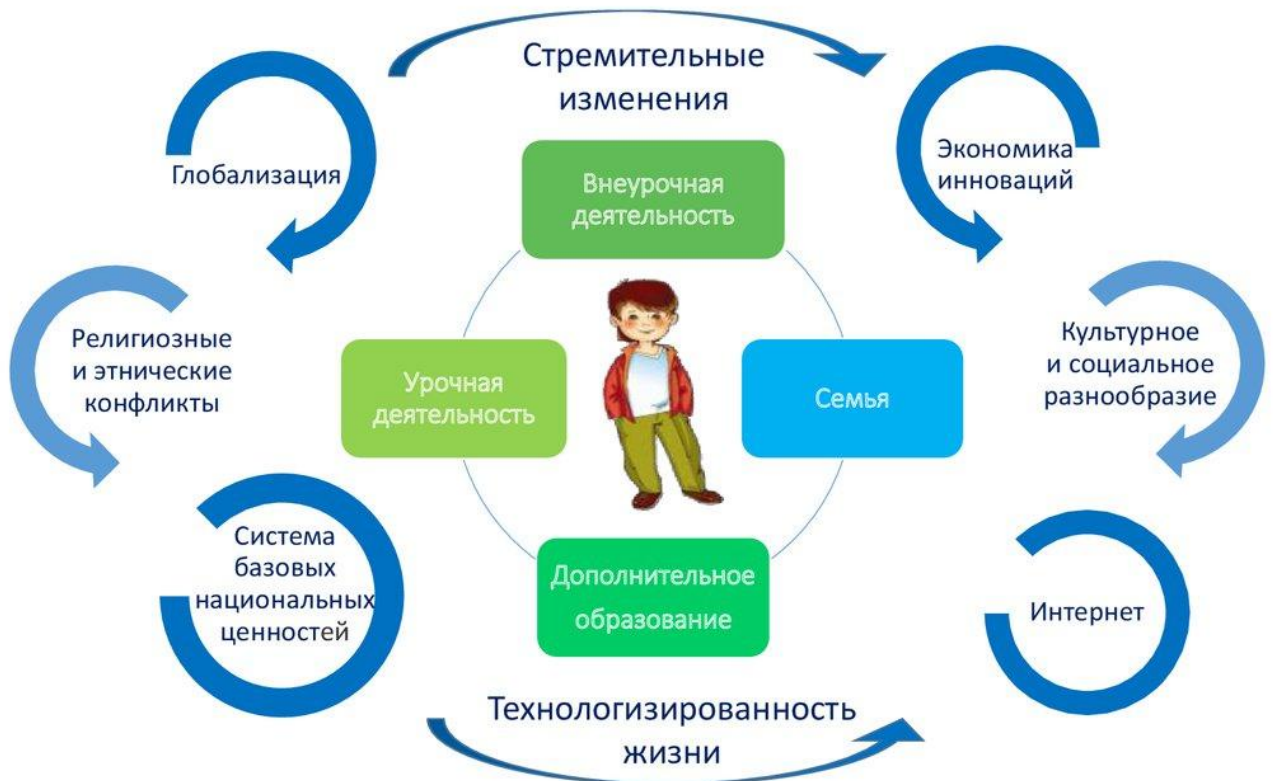 Стремительные
изменения
Глобализация
Экономика
инноваций
Внеурочная
деятельность
Религиозные
и этнические
конфликты
Урочная
деятельность
Семья
Культурное
и социальное
разнообразие
Система
базовых
национальных
ценностей
Дополнительное
образование
Интернет
Технологизированность
жизни